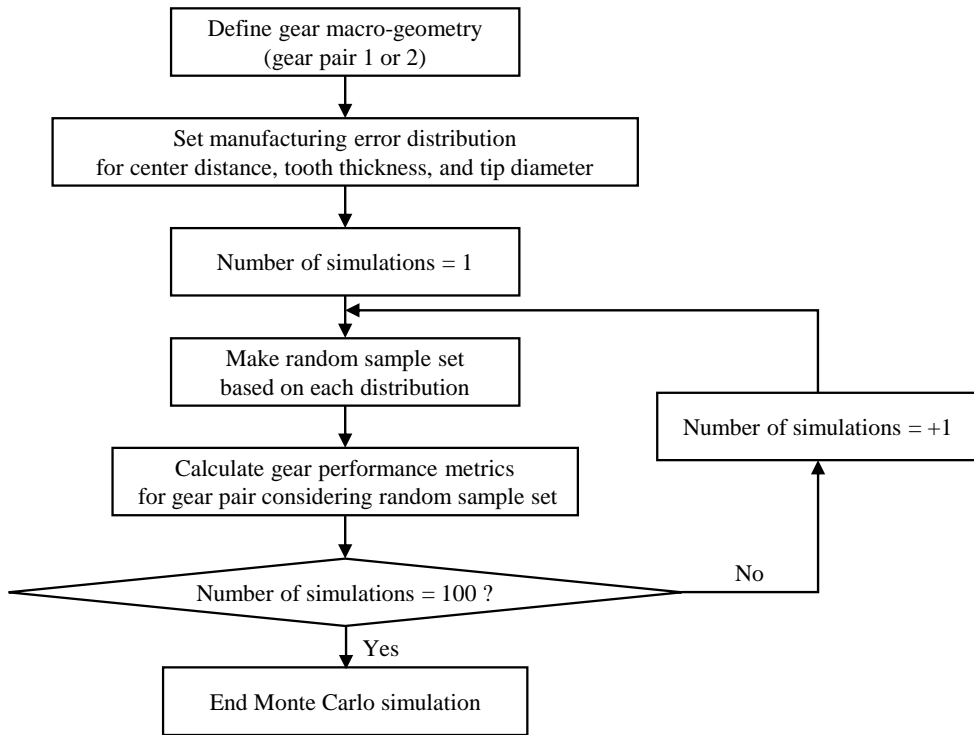 Define gear macro-geometry
(gear pair 1 or 2)
Set manufacturing error distribution
for center distance, tooth thickness, and tip diameter
Number of simulations = 1
Make random sample set
based on each distribution
Number of simulations = +1
Calculate gear performance metrics
for gear pair considering random sample set
Number of simulations = 100 ?
No
Yes
End Monte Carlo simulation